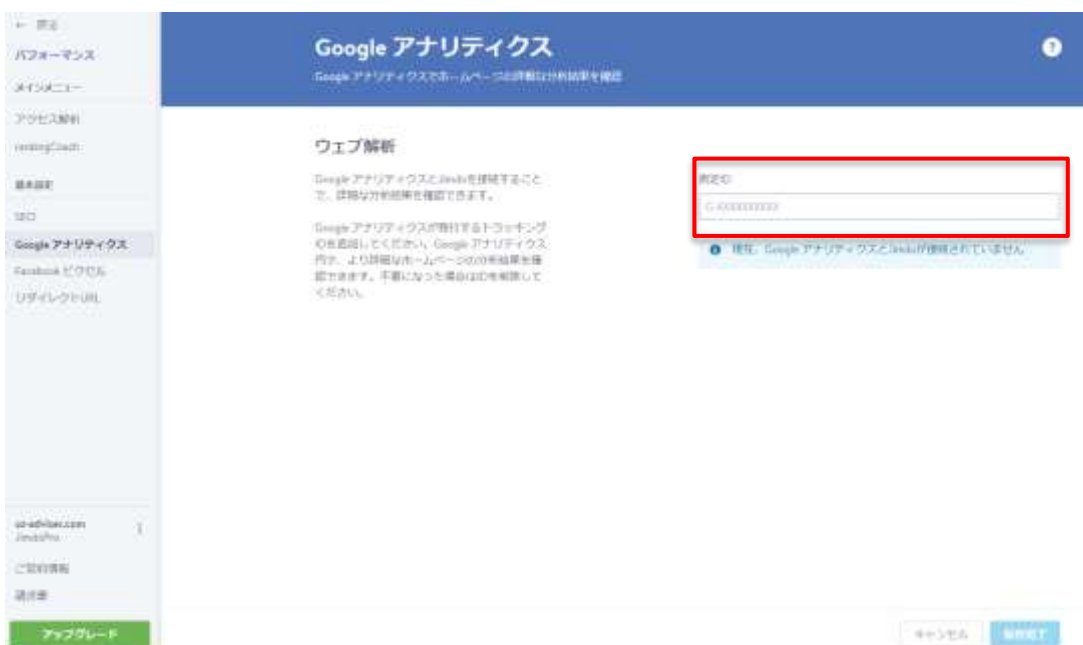 ← 戻る
パフォーマンス
メインメニュー
アクセス解析
rankingCoach
基本設定
SEO
Google アナリティクス
Facebook ピクセル
リダイレクトURL
JimdoPro
ご契約情報
請求書
アップグレード
Google アナリティクス
Google アナリティクスでホームページの詳細な分析結果を確認
?
ウェブ解析
Google アナリティクスとJimdoを接続すること
で、詳細な分析結果を確認できます。
Google アナリティクスが発行するトラッキング
IDを追加してください。Google アナリティクス
内で、より詳細なホームページの分析結果を確
認できます。不要になった場合はIDを削除して
ください。
測定ID
G-XXXXXXXXXX
現在、Google アナリティクスとJimdoが接続されていません
キャンセル